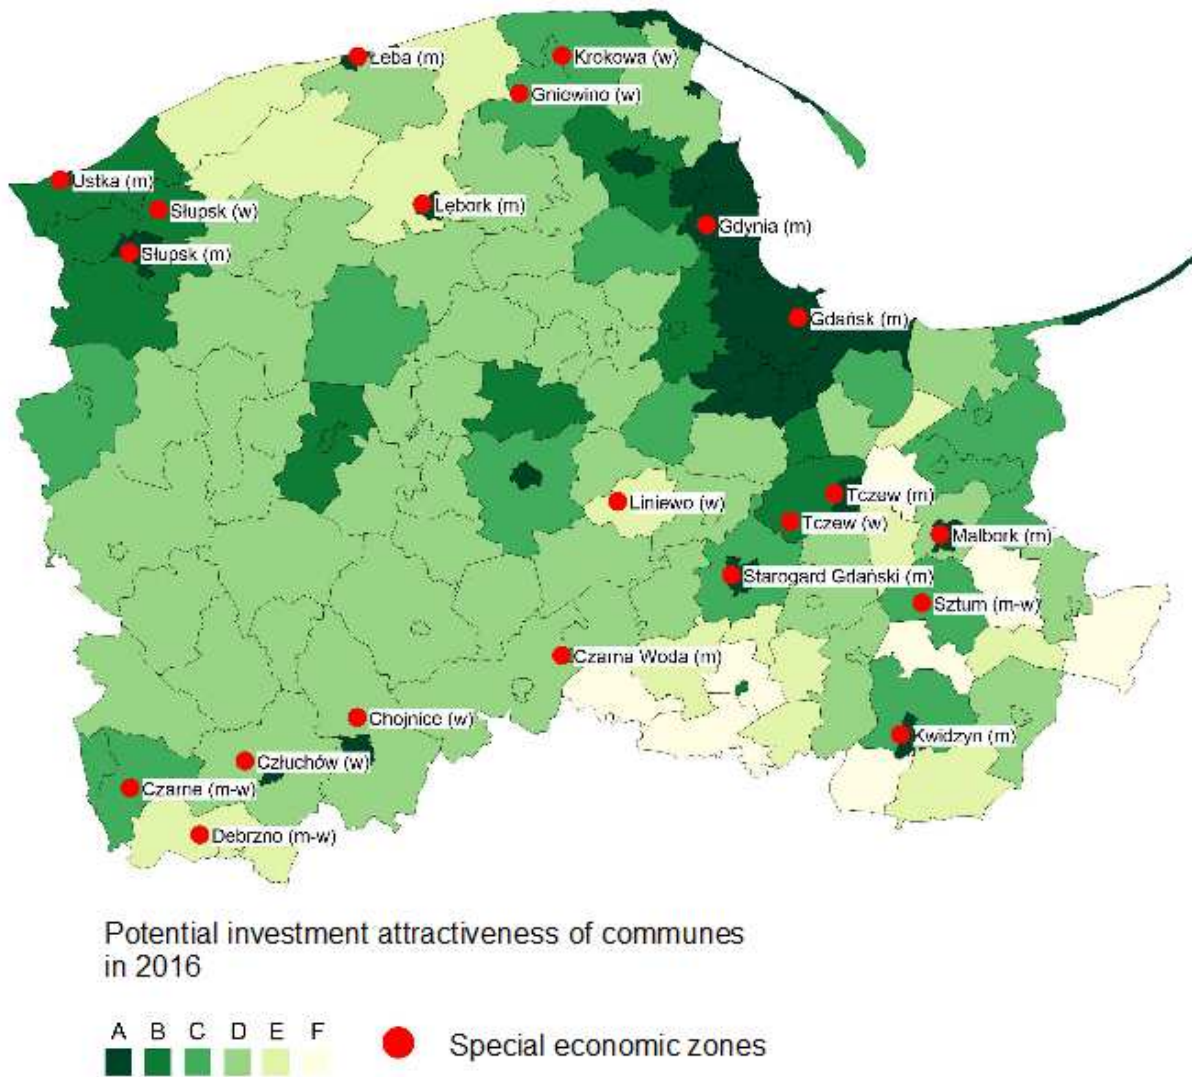 Łeba (m)
Krokowa (w)
Gniewino (w)
Ustka (m)
Słupsk (w)
Lębork (m)
Gdynia (m)
Słupsk (m)
Gdańsk (m)
Liniewo (w)
Tczew (m)
Tczew (w)
Malbork (m)
Starogard Gdański (m)
Sztum (m-w)
Czarna Woda (m)
Chojnice (w)
Kwidzyn (m)
Człuchów (w)
Czarne (m-w)
Debrzno (m-w)
Potential investment attractiveness of communes
in 2016
A B C D E F
Special economic zones